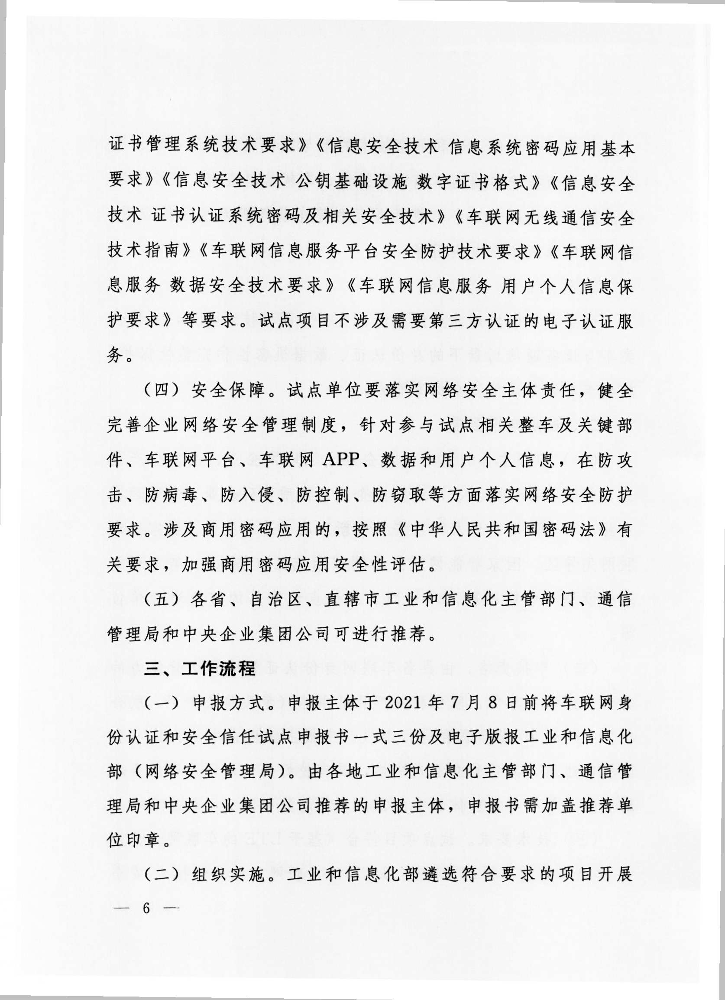 证书管理系统技术要求》《信息安全技术 信息系统密码应用基本
要求》《信息安全技术 公钥基础设施 数字证书格式》《信息安全
技术 证书认证系统密码及相关安全技术》《车联网无线通信安全
技术指南》《车联网信息服务平台安全防护技术要求》《车联网信
息服务 数据安全技术要求》《车联网信息服务 用户个人信息保
护要求》等要求。试点项目不涉及需要第三方认证的电子认证服
务。
（四）安全保障。试点单位要落实网络安全主体责任，健全
完善企业网络安全管理制度，针对参与试点相关整车及关键部
件、车联网平台、车联网 APP、数据和用户个人信息，在防攻
击、防病毒、防入侵、防控制、防窃取等方面落实网络安全防护
要求。涉及商用密码应用的，按照《中华人民共和国密码法》有
关要求，加强商用密码应用安全性评估。
（五）各省、自治区、直辖市工业和信息化主管部门、通信
管理局和中央企业集团公司可进行推荐。
三、工作流程
（一）申报方式。申报主体于 2021 年 7 月 8 日前将车联网身
份认证和安全信任试点申报书一式三份及电子版报工业和信息化
部（网络安全管理局）。由各地工业和信息化主管部门、通信管
理局和中央企业集团公司推荐的申报主体，申报书需加盖推荐单
位印章。
（二）组织实施。工业和信息化部遴选符合要求的项目开展
— 6 —